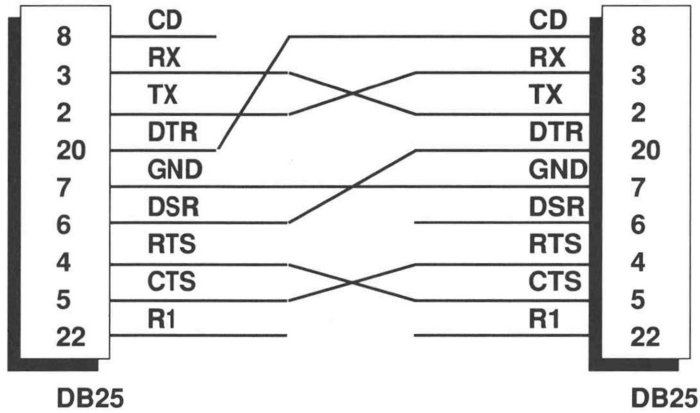 8 CD CD 8
3 RX RX 3
2 TX TX 2
20 DTR DTR 20
7 GND GND 7
6 DSR DSR 6
4 RTS RTS 4
5 CTS CTS 5
22 R1 R1 22
DB25 DB25